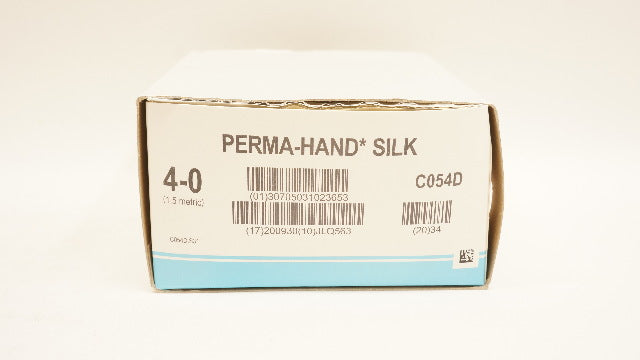 PERMA-HAND* SILK
4-0
(1.5 metric)
C054D
(01)30705031023653
(17)200930(10)JLQ563
(20)34